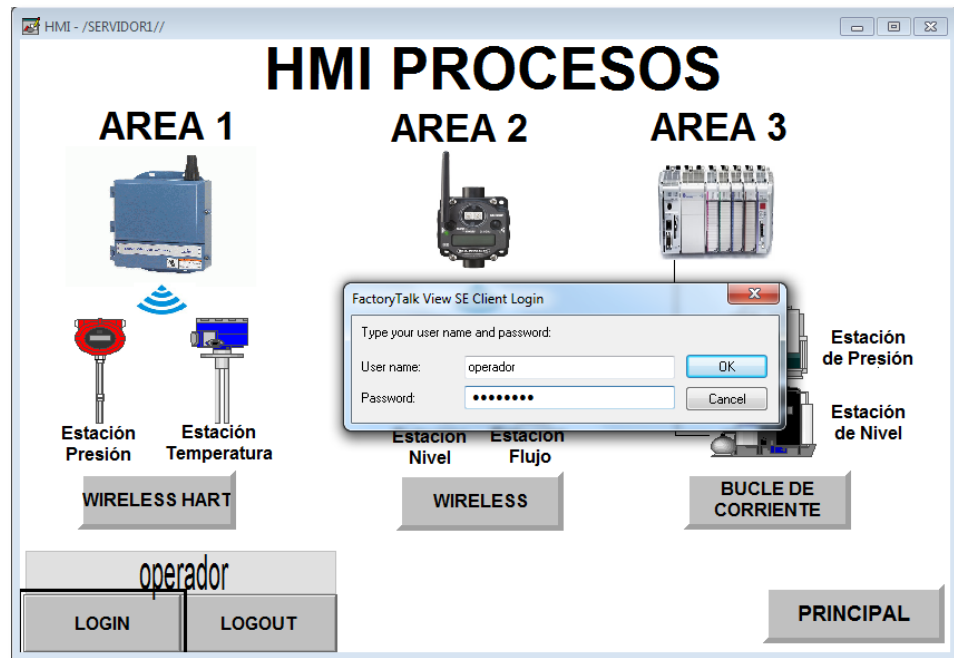 HMI - /SERVIDOR1//
HMI PROCESOS
AREA 1
AREA 2
AREA 3
FactoryTalk View SE Client Login
Type your user name and password:
User name:
operador
OK
Password:
••••••••
Cancel
Estación
Presión
Estación
Temperatura
Estación
Nivel
Estación
Flujo
Estación
de Presión
Estación
de Nivel
WIRELESS HART
WIRELESS
BUCLE DE
CORRIENTE
operador
LOGIN
LOGOUT
PRINCIPAL